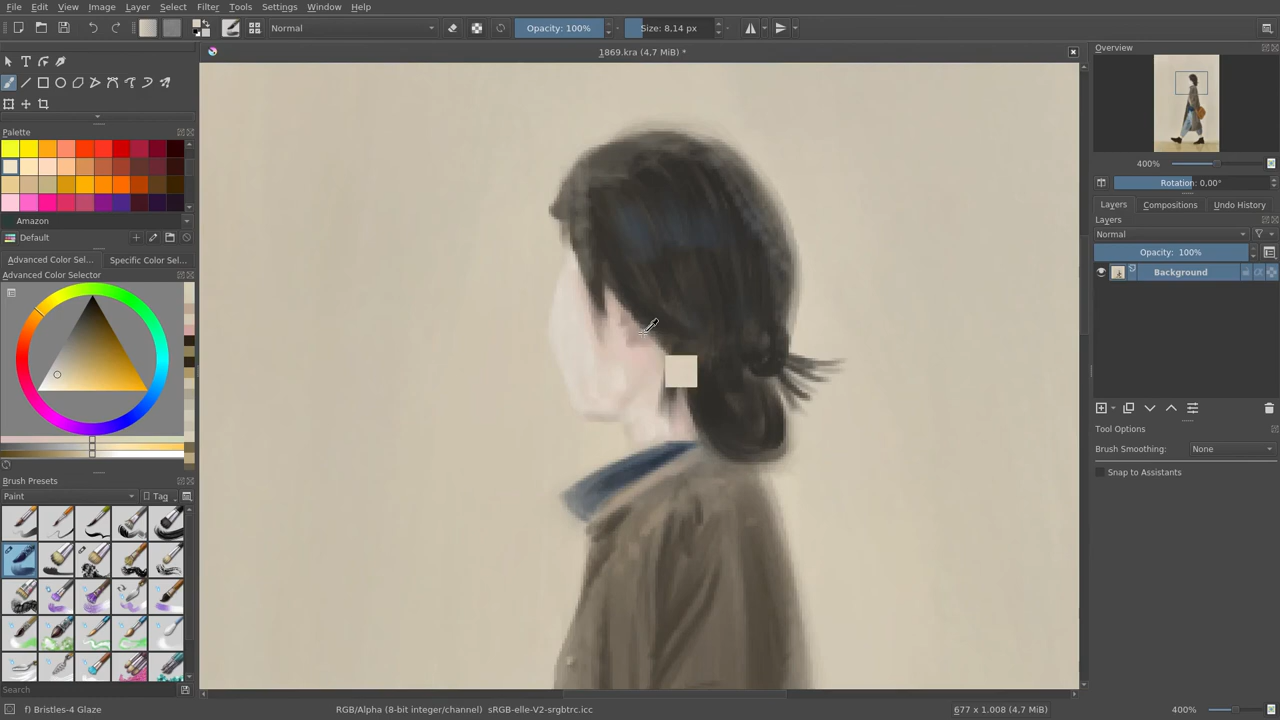 File Edit View Image Layer Select Filter Tools Settings Window Help
Normal Opacity: 100% Size: 8,14 px
1869.kra (4,7 MiB) *
Overview
400%
Rotation: 0,00°
Layers Compositions Undo History
Layers
Normal
Opacity: 100%
Background
Tool Options
Brush Smoothing: None
Snap to Assistants
Palette
Amazon
Default
Advanced Color Sel... Specific Color Sel...
Advanced Color Selector
Brush Presets
Paint Tag
Search
f) Bristles-4 Glaze RGB/Alpha (8-bit integer/channel) sRGB-elle-V2-srgbtrc.icc 677 x 1.008 (4,7 MiB) 400%